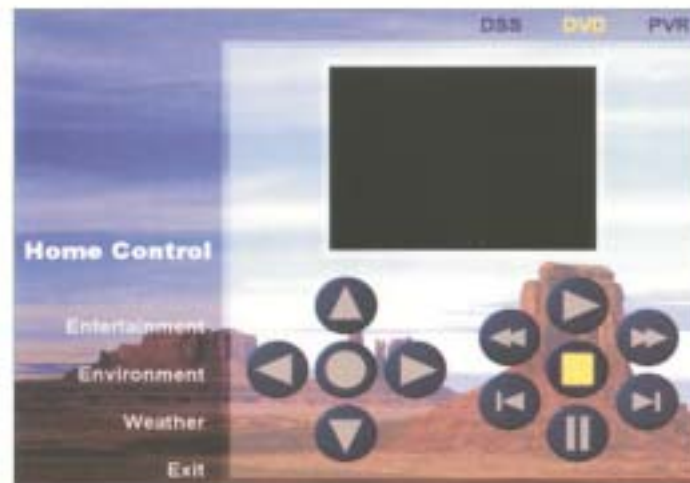 DSS DVD PVR
Home Control
Entertainment
Environment
Weather
Exit